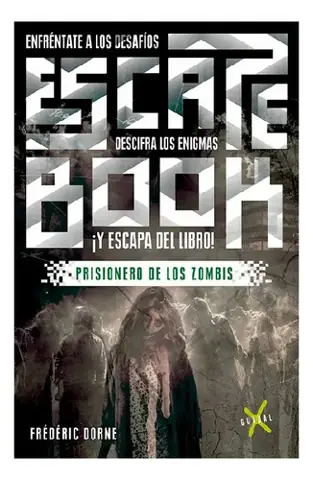 ENFRÉNTATE A LOS DESAFÍOS
ESCAPE
DESCIFRA LOS ENIGMAS
BOOK
¡Y ESCAPA DEL LIBRO!
PRISIONERO DE LOS ZOMBIS
FRÉDÉRIC DORNE